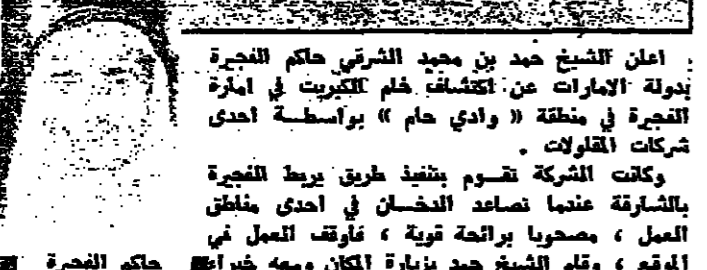 اعلن الشيخ حمد بن محمد الشرقي حاكم الفجيرة
بدولة الامارات عن اكتشاف خام الكبريت في امارة
الفجيرة في منطقة « وادي حام » بواسطة احدى
شركات المقاولات .
وكانت الشركة تقوم بتنفيذ طريق يربط الفجيرة
بالشارقة عندما تصاعد الدخان في احدى مناطق
العمل ، مصحوبا برائحة قوية ، فاوقف العمل في
الموقع ، وقام الشيخ حمد بزيارة المكان ومعه خبراء
حاكم الفجيرة